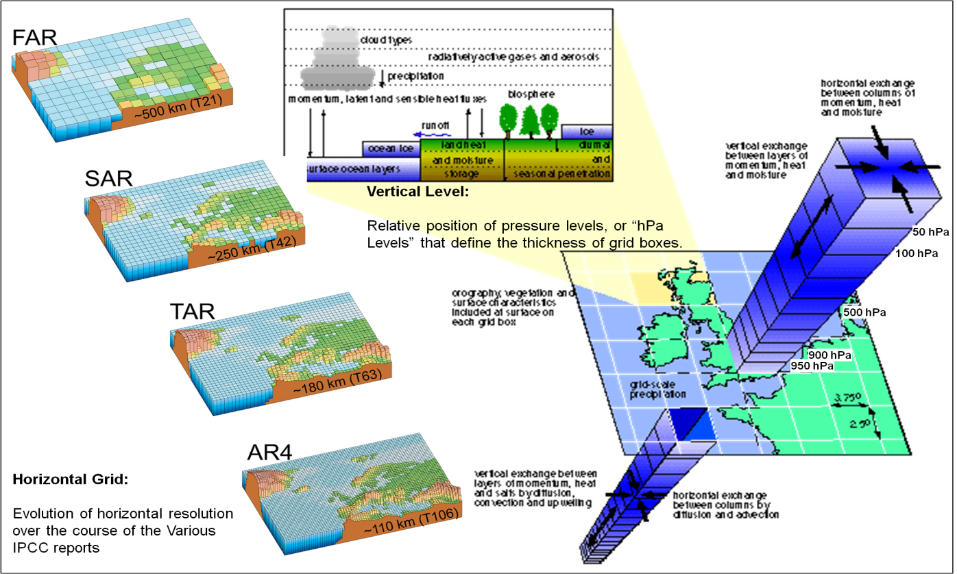 FAR
~500 km (T21)
SAR
~250 km (T42)
TAR
~180 km (T63)
AR4
~110 km (T106)
Horizontal Grid:
Evolution of horizontal resolution
over the course of the Various
IPCC reports
cloud types
radiatively active gases and aerosols
precipitation
momentum, latent and sensible heat fluxes
biosphere
runoff
ice
ocean ice
surface ocean layers
land heat
and moisture
storage
diurnal
and
seasonal penetration
Vertical Level:
Relative position of pressure levels, or “hPa
Levels” that define the thickness of grid boxes.
horizontal exchange
between columns of
momentum, heat
and moisture
vertical exchange
between layers of
momentum, heat
and moisture
50 hPa
100 hPa
500 hPa
900 hPa
950 hPa
orography, vegetation and
surface characteristics
included at surface on
each grid box
grid-scale
precipitation
3.75°
2.5°
vertical exchange between
layers of momentum, heat
and salts by diffusion,
convection and upwelling
horizontal exchange
between columns by
diffusion and advection